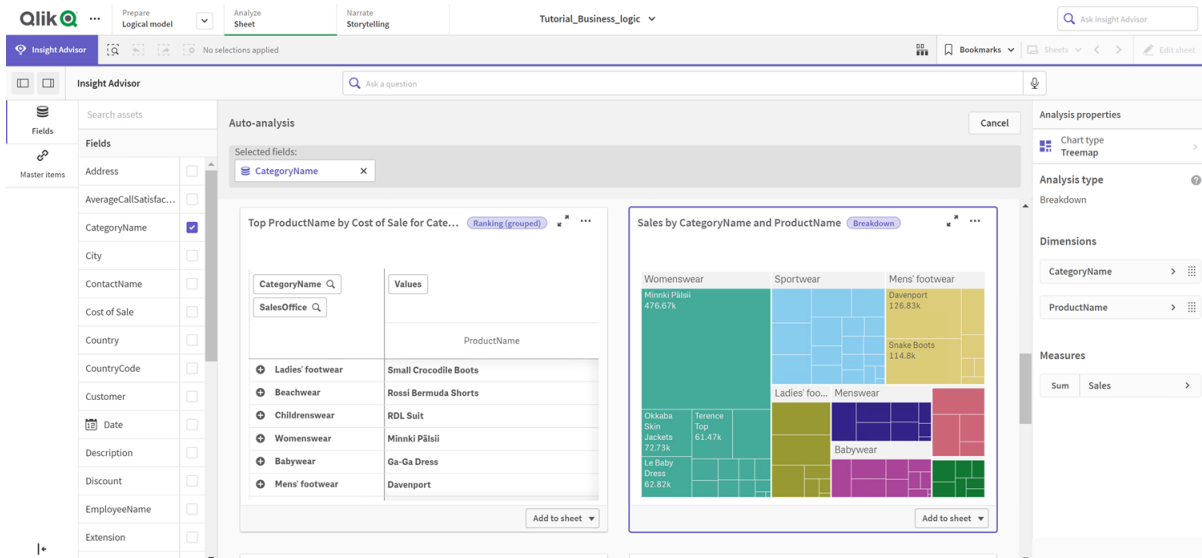 Qlik
Prepare
Logical model
Analyze
Sheet
Narrate
Storytelling
Tutorial_Business_logic
Ask Insight Advisor
Insight Advisor
No selections applied
Bookmarks
Sheets
Edit sheet
Insight Advisor
Ask a question
Fields
Master items
Search assets
Fields
Address
AverageCallSatisfac...
CategoryName
City
ContactName
Cost of Sale
Country
CountryCode
Customer
Date
Description
Discount
EmployeeName
Extension
Auto-analysis
Cancel
Selected fields:
CategoryName
Top ProductName by Cost of Sale for Cate...
Ranking (grouped)
CategoryName
Values
SalesOffice
ProductName
Ladies' footwear Small Crocodile Boots
Beachwear Rossi Bermuda Shorts
Childrenswear RDL Suit
Womenswear Minnki Pälsii
Babywear Ga-Ga Dress
Mens' footwear Davenport
Add to sheet
Sales by CategoryName and ProductName
Breakdown
Womenswear
Sportwear
Mens' footwear
Minnki Pälsii
476.67k
Davenport
126.83k
Snake Boots
114.8k
Ladies' foo...
Menswear
Okkaba
Skin
Jackets
72.73k
Terence
Top
61.47k
Babywear
Le Baby
Dress
62.82k
Add to sheet
Analysis properties
Chart type
Treemap
Analysis type
Breakdown
Dimensions
CategoryName
ProductName
Measures
Sum Sales